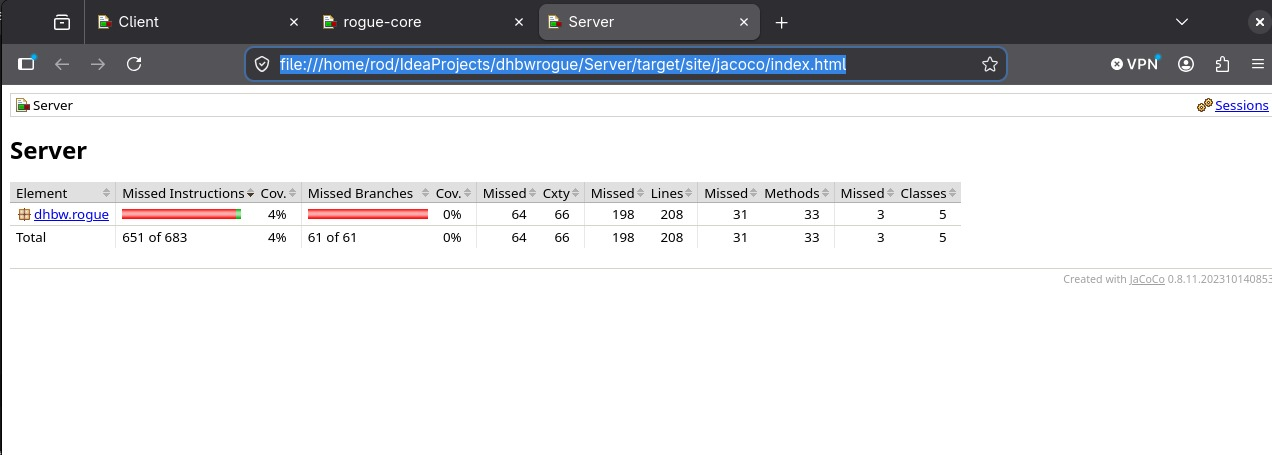 Client
rogue-core
Server
file:///home/rod/IdeaProjects/dhbwrogue/Server/target/site/jacoco/index.html
VPN
Server
Sessions
Server
Element Missed Instructions Cov. Missed Branches Cov. Missed Cxty Missed Lines Missed Methods Missed Classes
dhbw.rogue 4% 0% 64 66 198 208 31 33 3 5
Total 651 of 683 4% 61 of 61 0% 64 66 198 208 31 33 3 5
Created with JaCoCo 0.8.11.202310140853